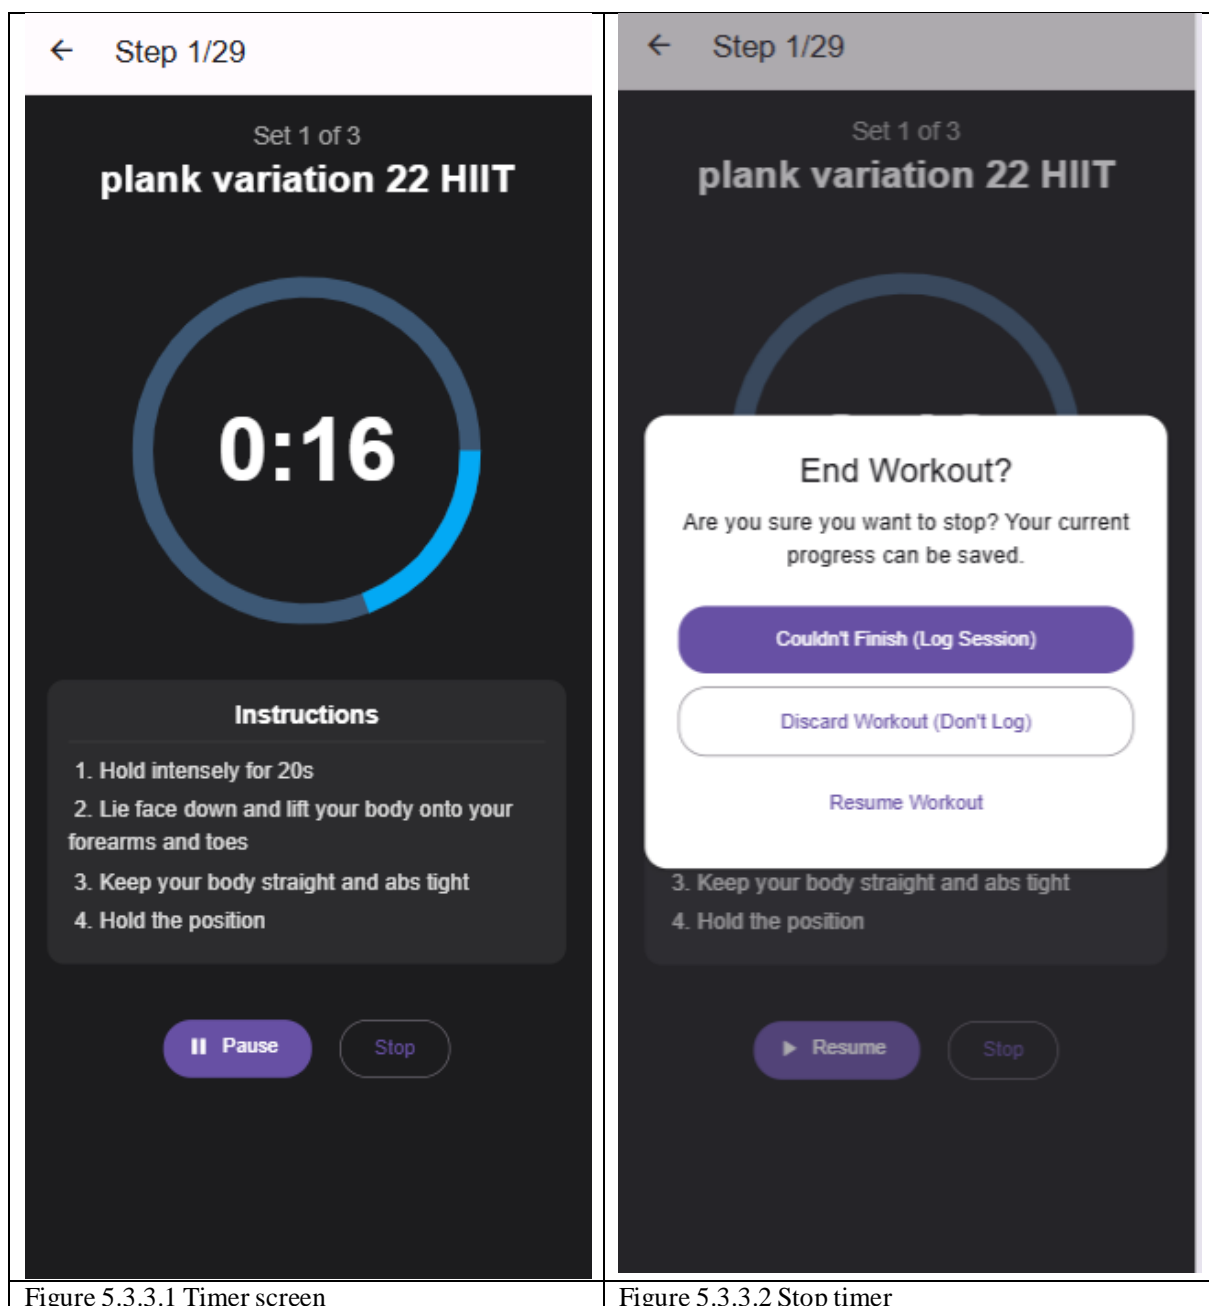 Step 1/29
Set 1 of 3
plank variation 22 HIIT
0:16
Instructions
1. Hold intensely for 20s
2. Lie face down and lift your body onto your
forearms and toes
3. Keep your body straight and abs tight
4. Hold the position
Pause
Stop
Figure 5.3.3.1 Timer screen
Step 1/29
Set 1 of 3
plank variation 22 HIIT
End Workout?
Are you sure you want to stop? Your current
progress can be saved.
Couldn't Finish (Log Session)
Discard Workout (Don't Log)
Resume Workout
3. Keep your body straight and abs tight
4. Hold the position
Resume
Stop
Figure 5.3.3.2 Stop timer